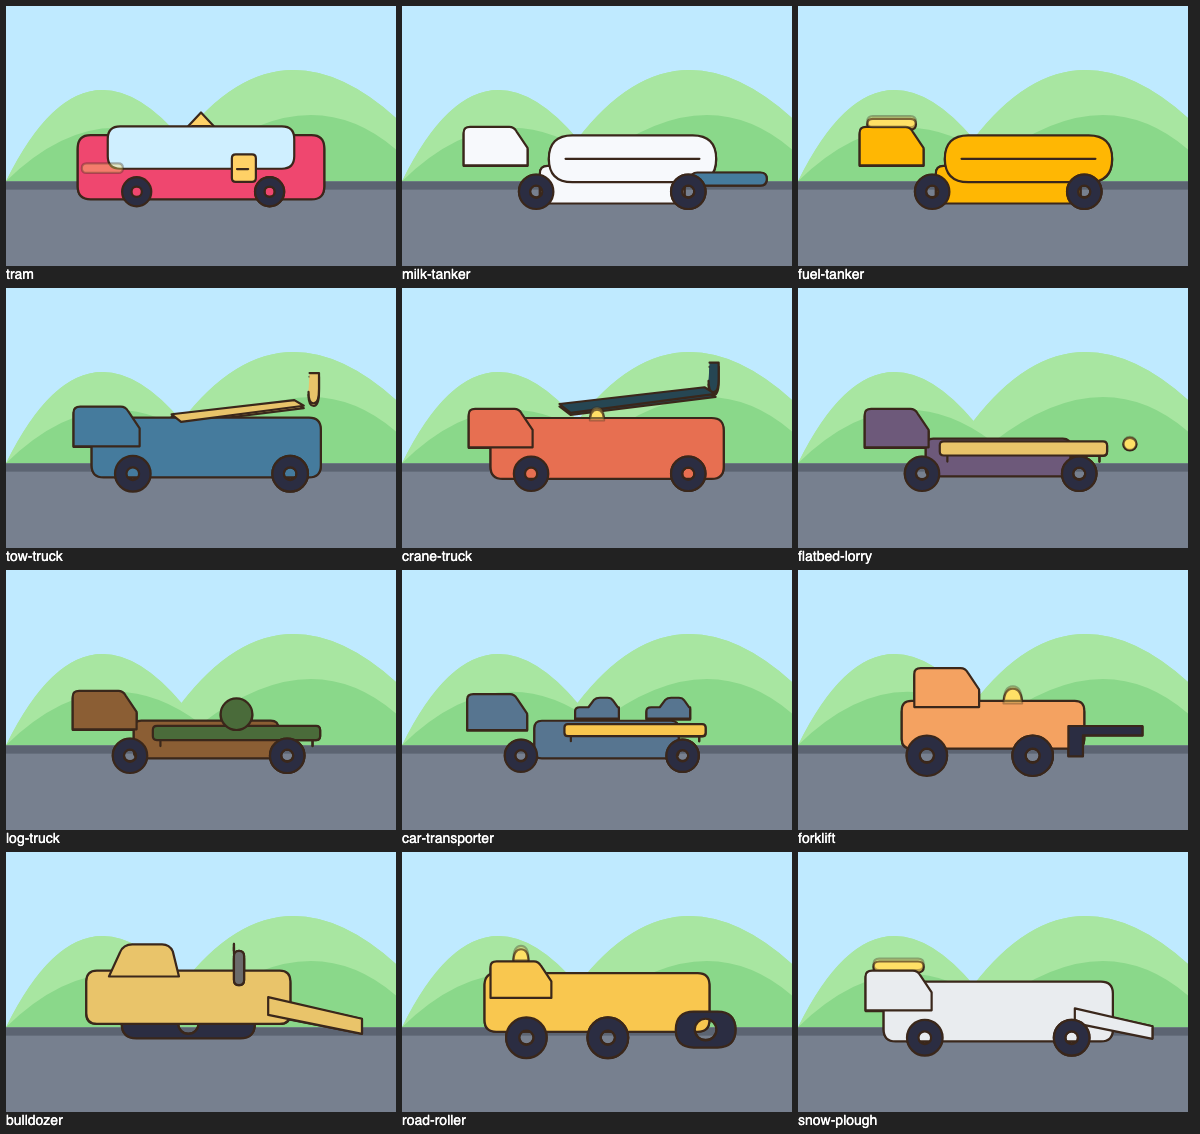 tram
milk-tanker
fuel-tanker
tow-truck
crane-truck
flatbed-lorry
log-truck
car-transporter
forklift
bulldozer
road-roller
snow-plough